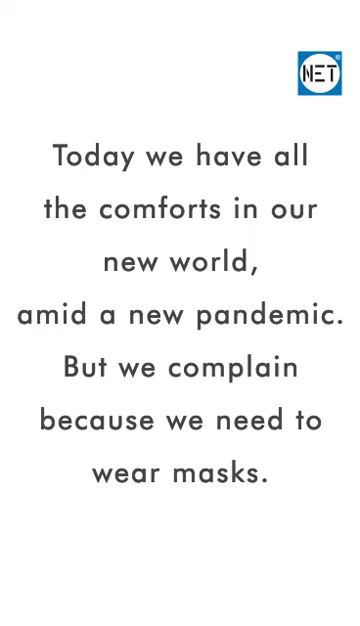 NET
Today we have all
the comforts in our
new world,
amid a new pandemic.
But we complain
because we need to
wear masks.